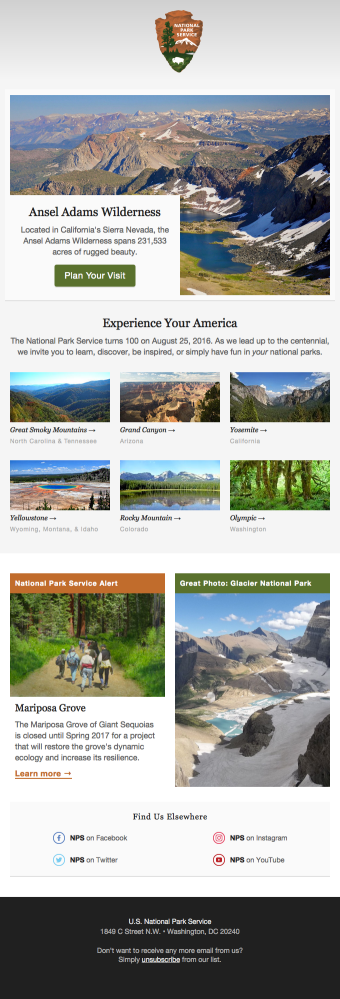 NATIONAL
PARK
SERVICE
Ansel Adams Wilderness
Located in California's Sierra Nevada, the
Ansel Adams Wilderness spans 231,533
acres of rugged beauty.
Plan Your Visit
Experience Your America
The National Park Service turns 100 on August 25, 2016. As we lead up to the centennial,
we invite you to learn, discover, be inspired, or simply have fun in your national parks.
Great Smoky Mountains →
North Carolina & Tennessee
Grand Canyon →
Arizona
Yosemite →
California
Yellowstone →
Wyoming, Montana, & Idaho
Rocky Mountain →
Colorado
Olympic →
Washington
National Park Service Alert
Mariposa Grove
The Mariposa Grove of Giant Sequoias
is closed until Spring 2017 for a project
that will restore the grove's dynamic
ecology and increase its resilience.
Learn more →
Great Photo: Glacier National Park
Find Us Elsewhere
NPS on Facebook
NPS on Instagram
NPS on Twitter
NPS on YouTube
U.S. National Park Service
1849 C Street N.W. • Washington, DC 20240
Don't want to receive any more email from us?
Simply unsubscribe from our list.